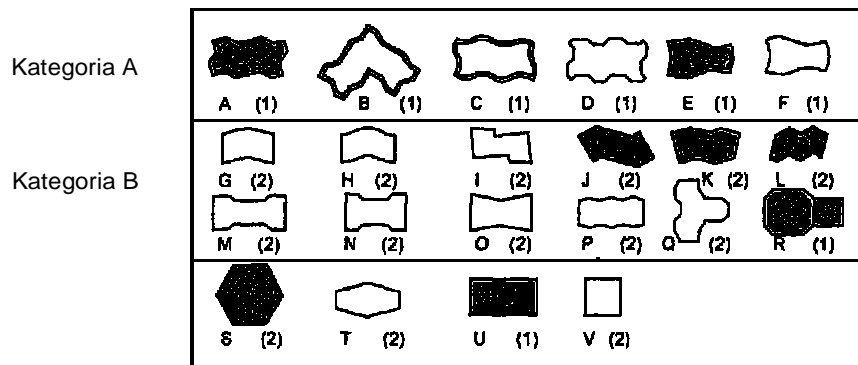 Kategoria A
A (1) B (1) C (1) D (1) E (1) F (1)
Kategoria B
G (2) H (2) I (2) J (2) K (2) L (2)
M (2) N (2) O (2) P (2) Q (2) R (1)
S (2) T (2) U (1) V (2)